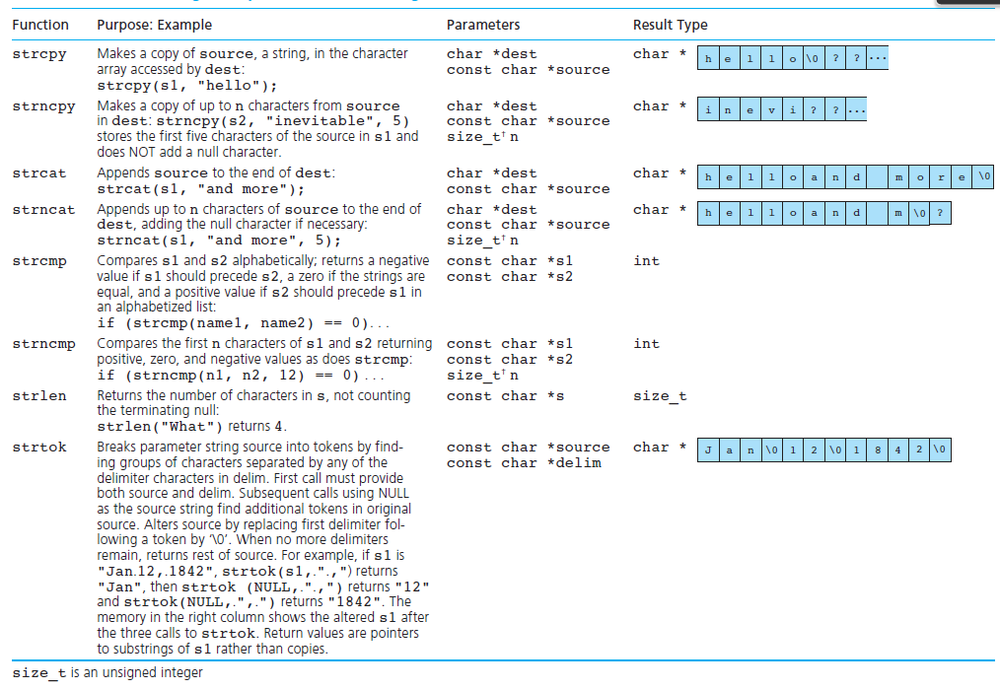 Function Purpose: Example Parameters Result Type
strcpy Makes a copy of source, a string, in the character char *dest char * h e l l o \0 ? ? ...
array accessed by dest: const char *source
strcpy(s1, "hello");
strncpy Makes a copy of up to n characters from source char *dest char * i n e v i ? ? ...
in dest: strncpy(s2, "inevitable", 5) const char *source
stores the first five characters of the source in s1 and size_t† n
does NOT add a null character.
strcat Appends source to the end of dest: char *dest char * h e l l o a n d m o r e \0
strcat(s1, "and more"); const char *source
strncat Appends up to n characters of source to the end of char *dest char * h e l l o a n d m \0 ?
dest, adding the null character if necessary: const char *source
strncat(s1, "and more", 5); size_t† n
strcmp Compares s1 and s2 alphabetically; returns a negative const char *s1 int
value if s1 should precede s2, a zero if the strings are const char *s2
equal, and a positive value if s2 should precede s1 in
an alphabetized list:
if (strcmp(name1, name2) == 0)...
strncmp Compares the first n characters of s1 and s2 returning const char *s1 int
positive, zero, and negative values as does strcmp: const char *s2
if (strncmp(n1, n2, 12) == 0)... size_t† n
strlen Returns the number of characters in s, not counting const char *s size_t
the terminating null:
strlen("What") returns 4.
strtok Breaks parameter string source into tokens by find- const char *source char * J a n \0 1 2 \0 1 8 4 2 \0
ing groups of characters separated by any of the const char *delim
delimiter characters in delim. First call must provide
both source and delim. Subsequent calls using NULL
as the source string find additional tokens in original
source. Alters source by replacing first delimiter fol-
lowing a token by '\0'. When no more delimiters
remain, returns rest of source. For example, if s1 is
"Jan.12,.1842", strtok(s1,.".,") returns
"Jan", then strtok (NULL,.".,") returns "12"
and strtok(NULL,.",.") returns "1842". The
memory in the right column shows the altered s1 after
the three calls to strtok. Return values are pointers
to substrings of s1 rather than copies.
size_t is an unsigned integer